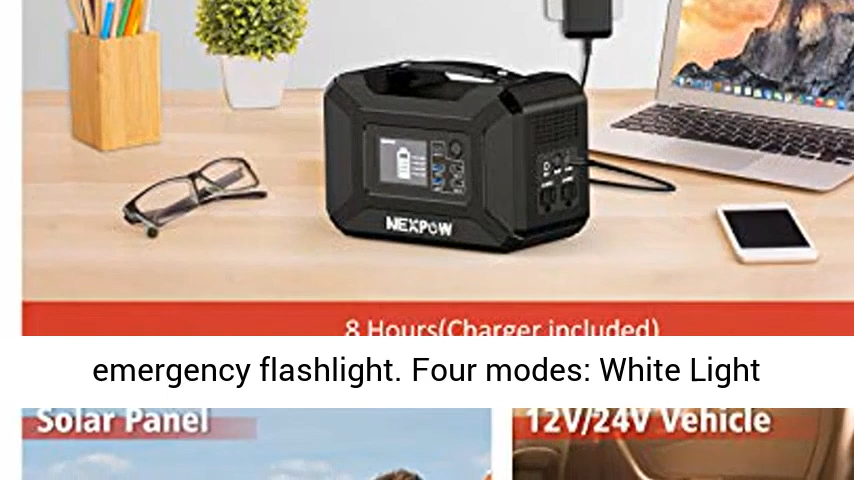 NEXPOW
8 Hours(Charger included)
emergency flashlight. Four modes: White Light
Solar Panel
12V/24V Vehicle